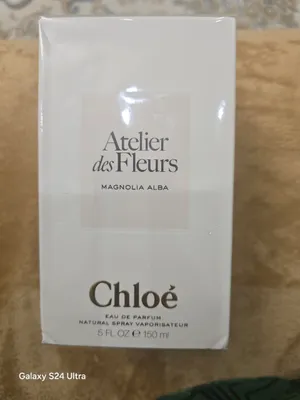 Atelier
des Fleurs
MAGNOLIA ALBA
Chloé
EAU DE PARFUM
NATURAL SPRAY VAPORISATEUR
5 FL. OZ ℮ 150 ml
Galaxy S24 Ultra